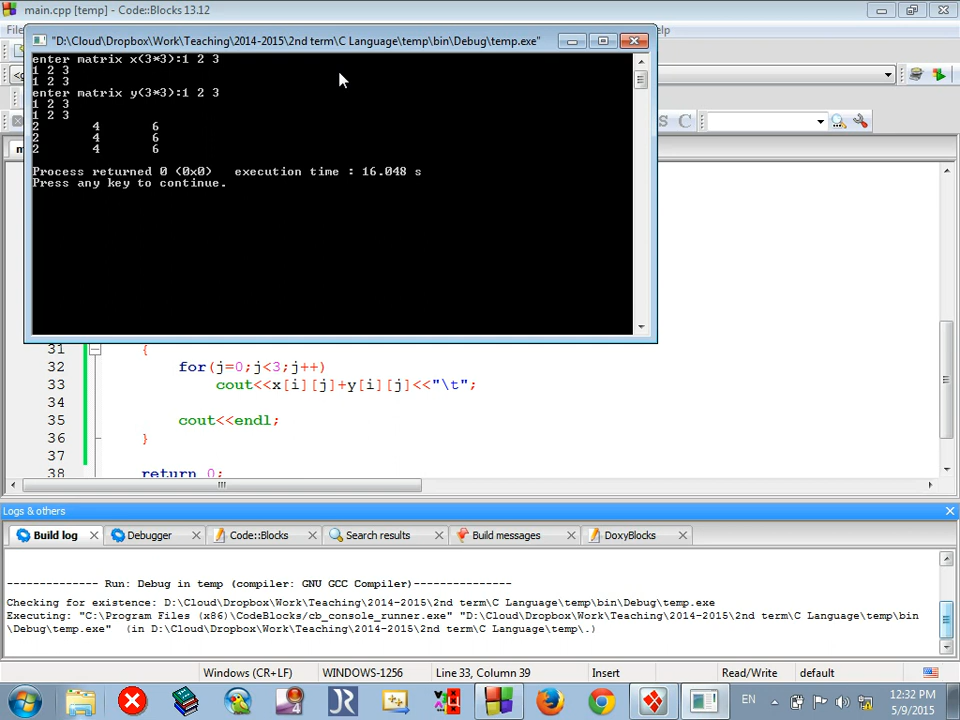 main.cpp [temp] - Code::Blocks 13.12
"D:\Cloud\Dropbox\Work\Teaching\2014-2015\2nd term\C Language\temp\bin\Debug\temp.exe"
enter matrix x(3*3):1 2 3
1 2 3
1 2 3
enter matrix y(3*3):1 2 3
1 2 3
1 2 3
2 4 6
2 4 6
2 4 6
Process returned 0 (0x0) execution time : 16.048 s
Press any key to continue.
31 {
32 for(j=0;j<3;j++)
33 cout<<x[i][j]+y[i][j]<<"\t";
34
35 cout<<endl;
36 }
37
38 return 0;
Logs & others
Build log Debugger Code::Blocks Search results Build messages DoxyBlocks
-------------- Run: Debug in temp (compiler: GNU GCC Compiler)---------------
Checking for existence: D:\Cloud\Dropbox\Work\Teaching\2014-2015\2nd term\C Language\temp\bin\Debug\temp.exe
Executing: "C:\Program Files (x86)\CodeBlocks/cb_console_runner.exe" "D:\Cloud\Dropbox\Work\Teaching\2014-2015\2nd term\C Language\temp\bin
\Debug\temp.exe" (in D:\Cloud\Dropbox\Work\Teaching\2014-2015\2nd term\C Language\temp\.)
Windows (CR+LF) WINDOWS-1256 Line 33, Column 39 Insert Read/Write default
EN 12:32 PM
5/9/2015